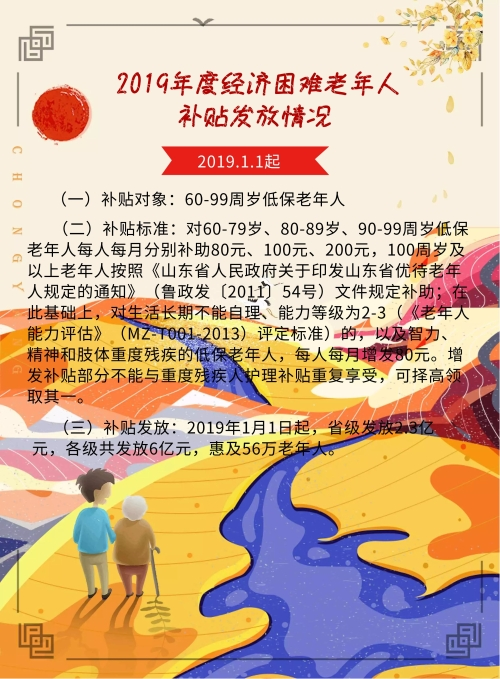 2019年度经济困难老年人
补贴发放情况
2019.1.1起
（一）补贴对象：60-99周岁低保老年人
（二）补贴标准：对60-79岁、80-89岁、90-99周岁低保
老年人每人每月分别补助80元、100元、200元，100周岁及
以上老年人按照《山东省人民政府关于印发山东省优待老年
人规定的通知》（鲁政发〔2011〕54号）文件规定补助；在
此基础上，对生活长期不能自理、能力等级为2-3（《老年人
能力评估》（MZ-T001-2013）评定标准）的，以及智力、
精神和肢体重度残疾的低保老年人，每人每月增发80元。增
发补贴部分不能与重度残疾人护理补贴重复享受，可择高领
取其一。
（三）补贴发放：2019年1月1日起，省级发放2.3亿
元，各级共发放6亿元，惠及56万老年人。
CHONGY